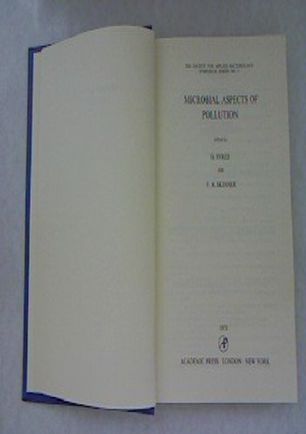 THE SOCIETY FOR APPLIED BACTERIOLOGY
SYMPOSIUM SERIES NO. 1
MICROBIAL ASPECTS OF
POLLUTION
edited by
G. SYKES
AND
F. A. SKINNER
1971
ACADEMIC PRESS · LONDON · NEW YORK